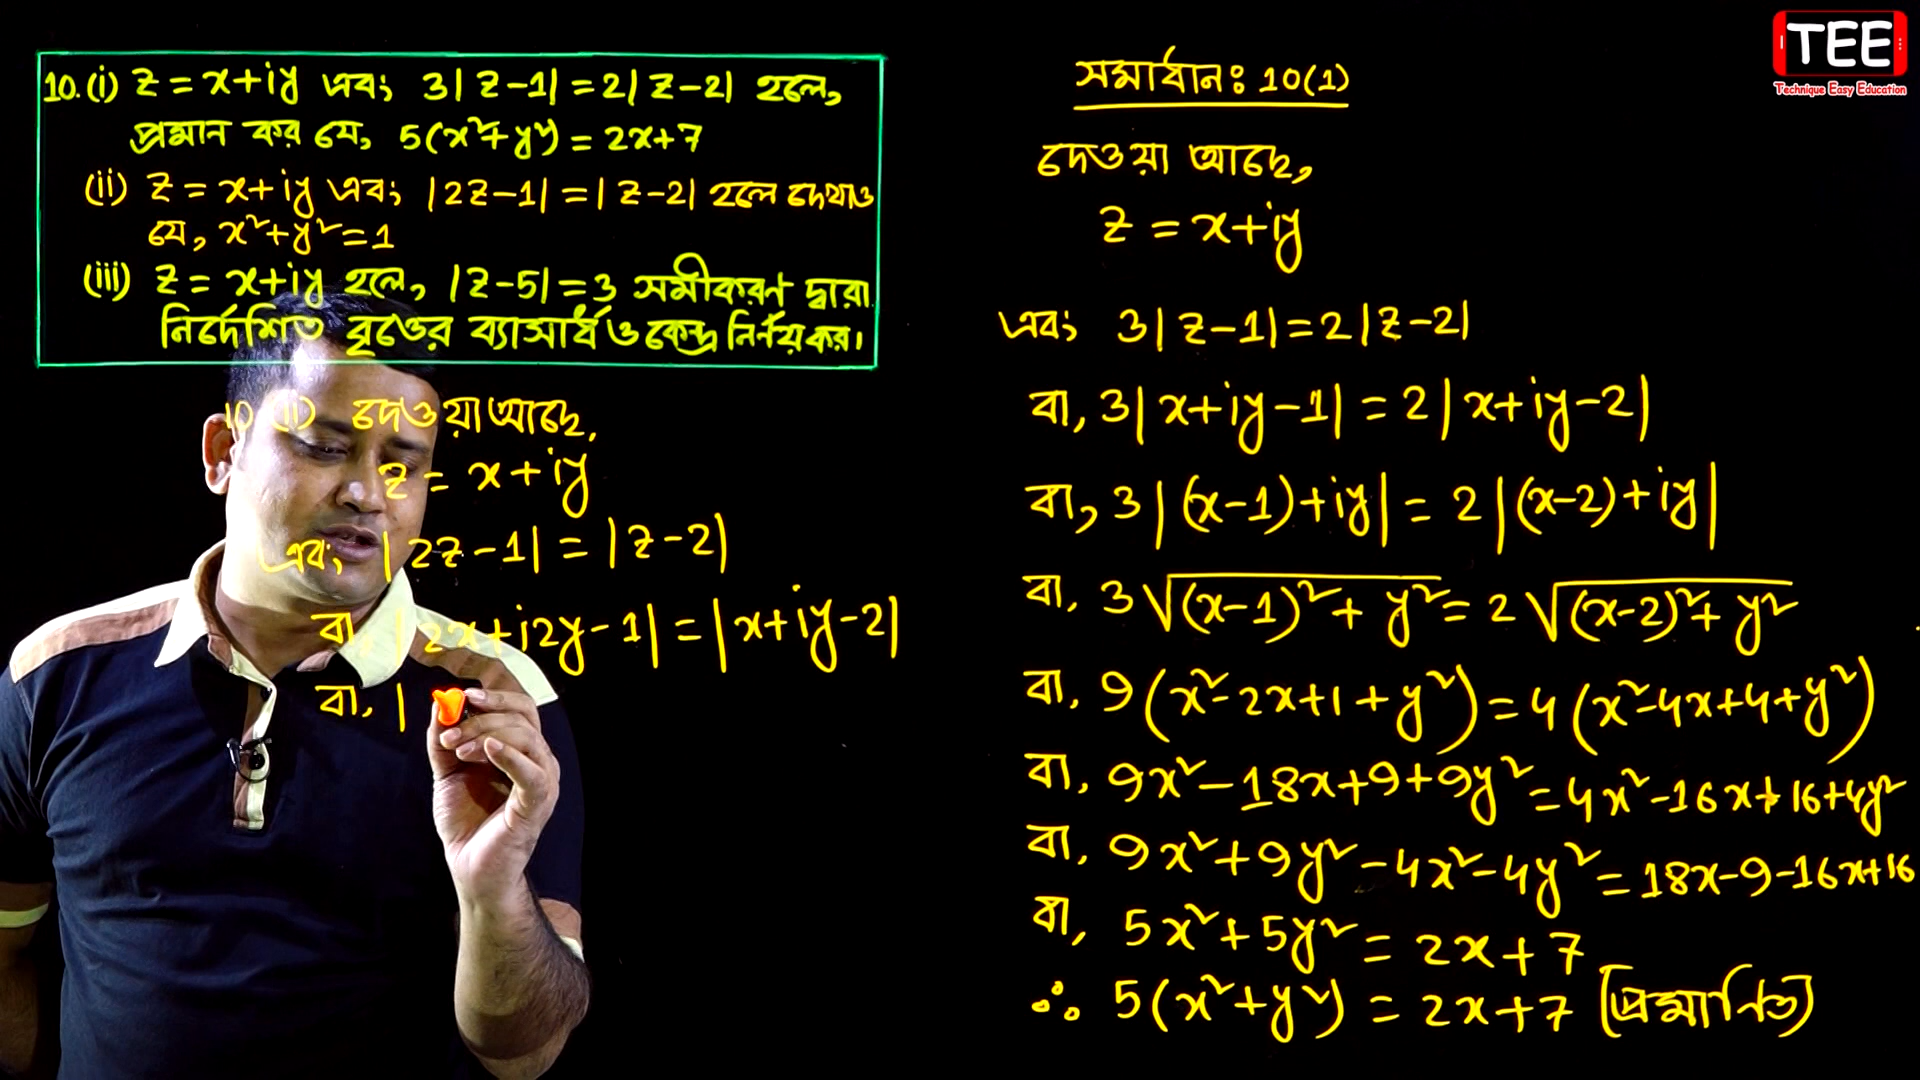 10.(i) z = x+iy এবং 3|z-1| = 2|z-2| হলে,
প্রমান কর যে, 5(x²+y²) = 2x+7
(ii) z = x+iy এবং |2z-1| = |z-2| হলে দেখাও
যে, x²+y²=1
(iii) z = x+iy হলে, |z-5| = 3 সমীকরণ দ্বারা
নির্দেশিত বৃত্তের ব্যাসার্ধ ও কেন্দ্র নির্ণয় কর।
10 (ii) দেওয়া আছে,
z = x+iy
এবং |2z-1| = |z-2|
বা, |2x+i2y-1| = |x+iy-2|
বা, |
সমাধান: 10(1)
দেওয়া আছে,
z = x+iy
এবং 3|z-1| = 2|z-2|
বা, 3|x+iy-1| = 2|x+iy-2|
বা, 3|(x-1)+iy| = 2|(x-2)+iy|
বা, 3√(x-1)²+y² = 2√(x-2)²+y²
বা, 9(x²-2x+1+y²) = 4(x²-4x+4+y²)
বা, 9x²-18x+9+9y² = 4x²-16x+16+4y²
বা, 9x²+9y²-4x²-4y² = 18x-9-16x+16
বা, 5x²+5y² = 2x+7
∴ 5(x²+y²) = 2x+7 [প্রমানিত]
TEE
Technique Easy Education